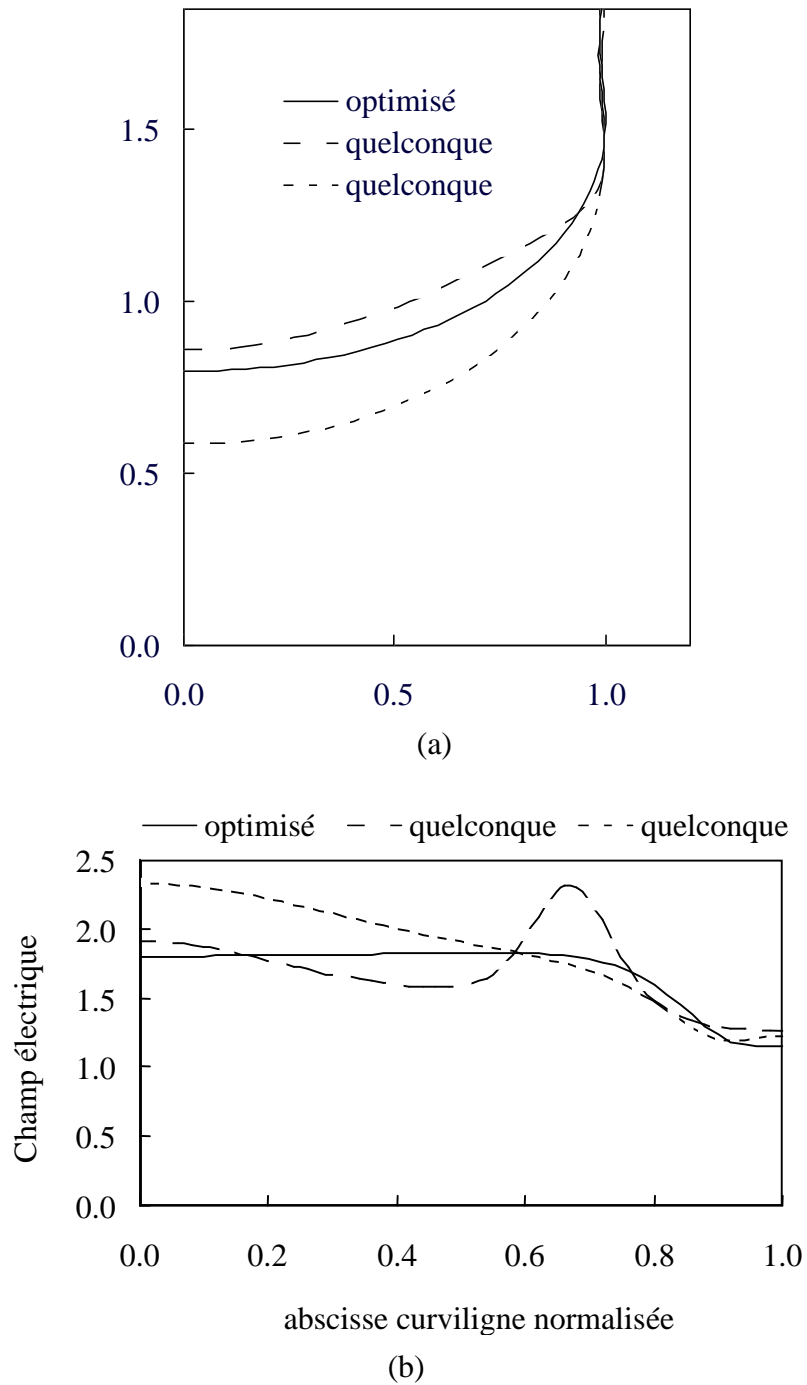 optimisé
quelconque
quelconque
1.5
1.0
0.5
0.0
0.0 0.5 1.0
(a)
optimisé quelconque quelconque
2.5
2.0
1.5
1.0
0.5
0.0
Champ électrique
0.0 0.2 0.4 0.6 0.8 1.0
abscisse curviligne normalisée
(b)